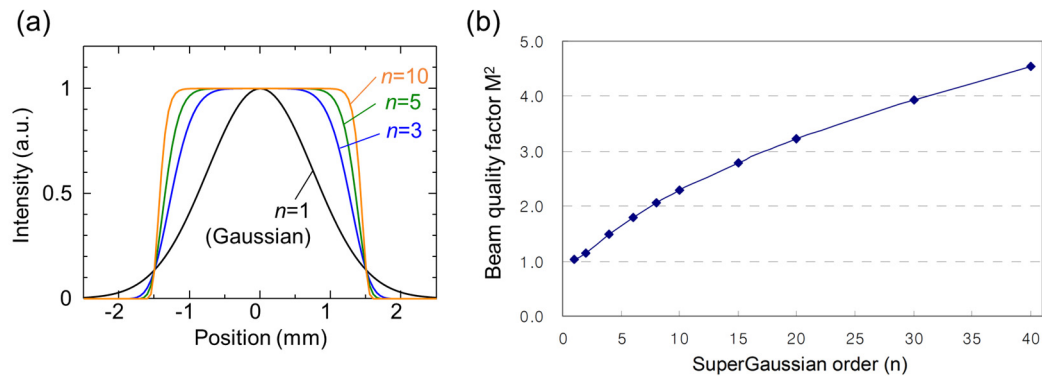 (a)
Intensity (a.u.)
1
0.5
0
n=10
n=5
n=3
n=1
(Gaussian)
-2
-1
0
1
2
Position (mm)
(b)
Beam quality factor M²
5.0
4.0
3.0
2.0
1.0
0.0
0
5
10
15
20
25
30
35
40
SuperGaussian order (n)